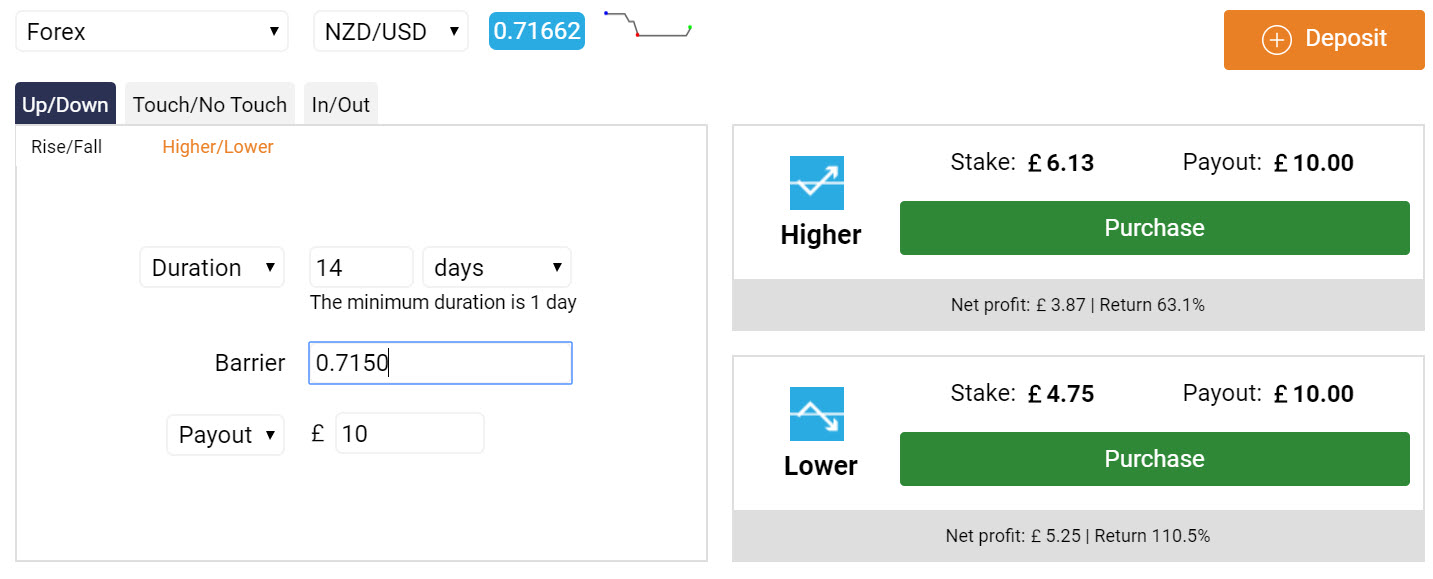 Forex NZD/USD 0.71662 Deposit
Up/Down Touch/No Touch In/Out
Rise/Fall Higher/Lower
Duration 14 days
The minimum duration is 1 day
Barrier 0.7150
Payout £ 10
Stake: £ 6.13 Payout: £ 10.00
Higher Purchase
Net profit: £ 3.87 | Return 63.1%
Stake: £ 4.75 Payout: £ 10.00
Lower Purchase
Net profit: £ 5.25 | Return 110.5%